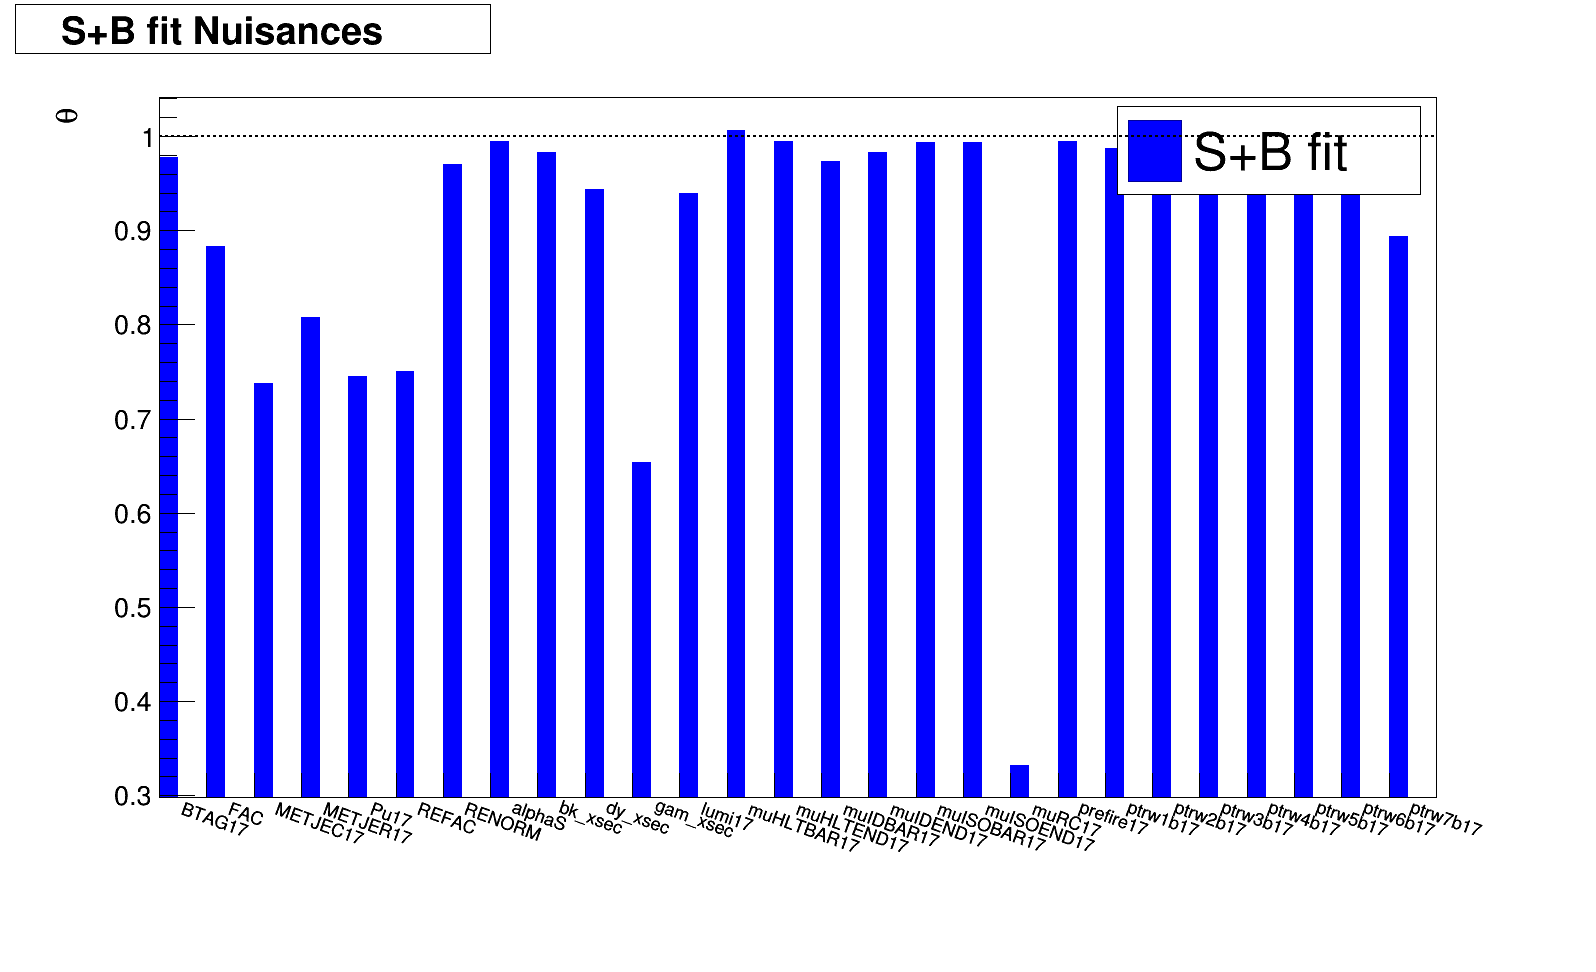 S+B fit Nuisances
θ
S+B fit
1
0.9
0.8
0.7
0.6
0.5
0.4
0.3
BTAG17
FAC
METJEC17
METJER17
Pu17
REFAC
RENORM
alphaS
bk_xsec
dy_xsec
gam_xsec
lumi17
muHLTBAR17
muHLTEND17
muIDBAR17
muIDEND17
muISOBAR17
muISOEND17
muRC17
prefire17
ptrw1b17
ptrw2b17
ptrw3b17
ptrw4b17
ptrw5b17
ptrw6b17
ptrw7b17